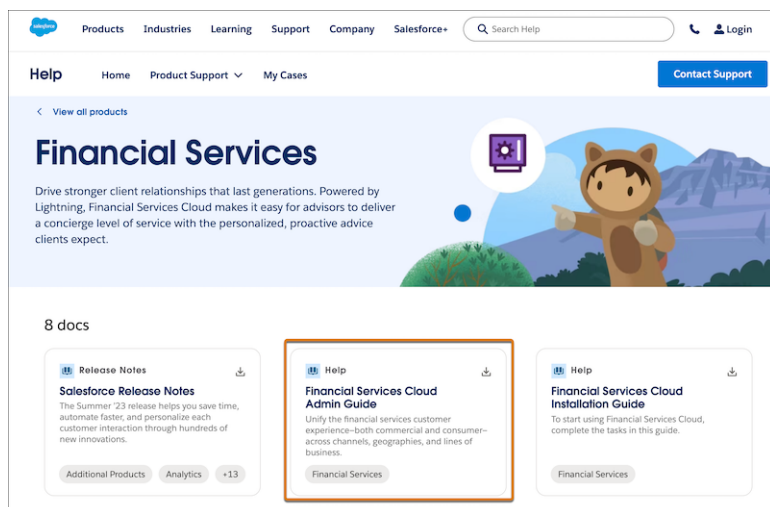 salesforce
Products Industries Learning Support Company Salesforce+ Search Help Login
Help Home Product Support My Cases Contact Support
View all products
Financial Services
Drive stronger client relationships that last generations. Powered by
Lightning, Financial Services Cloud makes it easy for advisors to deliver
a concierge level of service with the personalized, proactive advice
clients expect.
8 docs
Release Notes
Salesforce Release Notes
The Summer '23 release helps you save time,
automate faster, and personalize each
customer interaction through hundreds of
new innovations.
Additional Products Analytics +13
Help
Financial Services Cloud
Admin Guide
Unify the financial services customer
experience—both commercial and consumer—
across channels, geographies, and lines of
business.
Financial Services
Help
Financial Services Cloud
Installation Guide
To start using Financial Services Cloud,
complete the tasks in this guide.
Financial Services